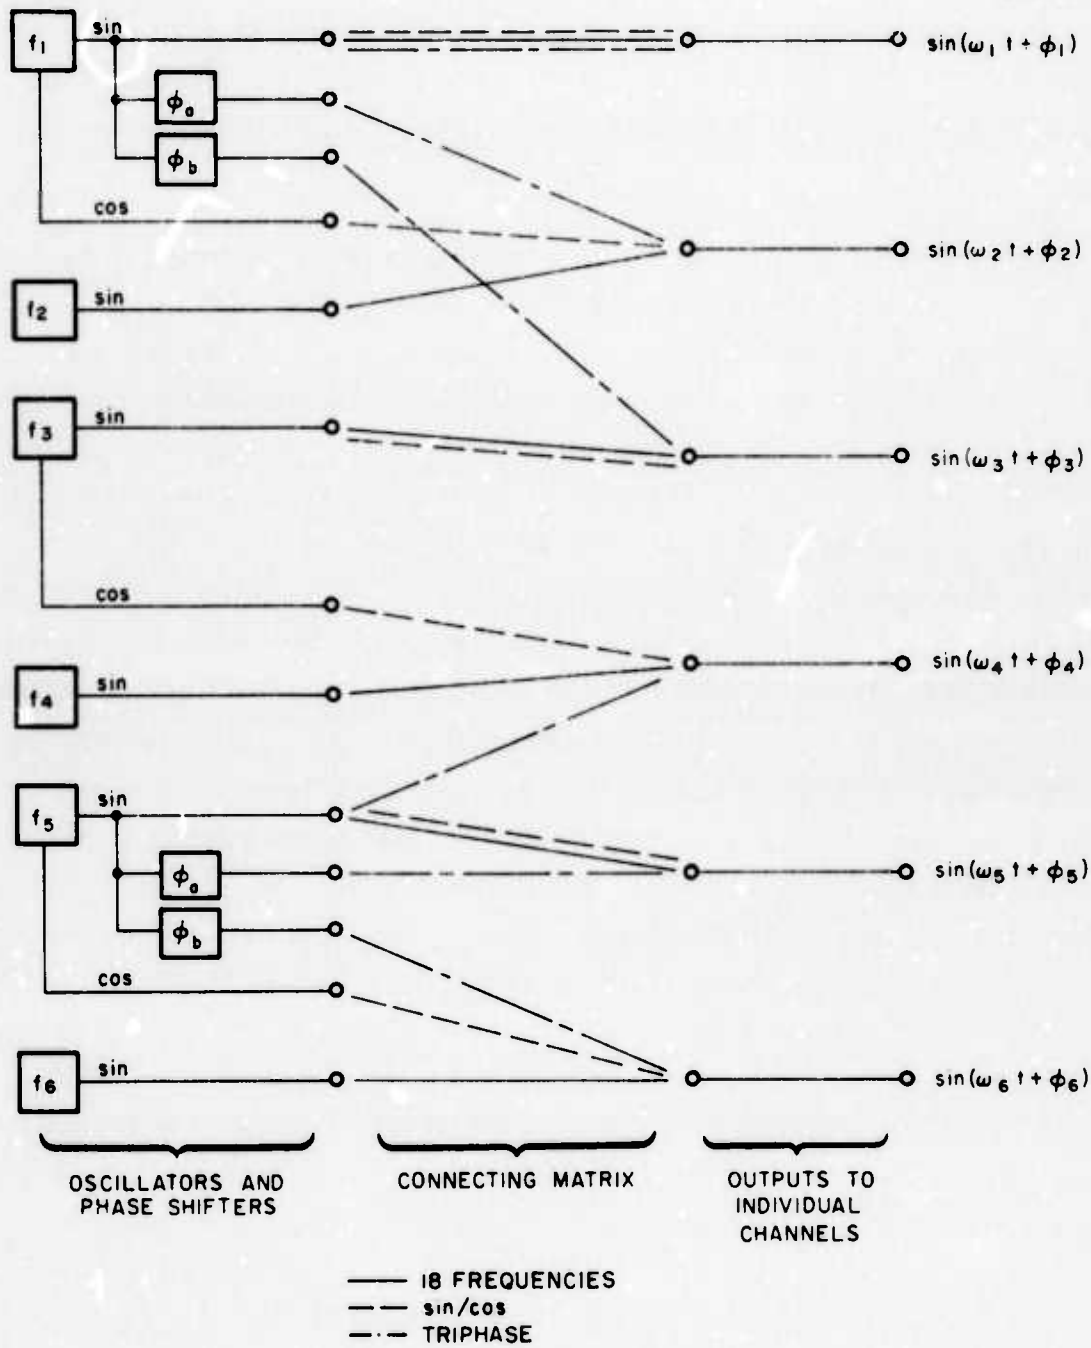 f1 sin sin(ω1 t + ϕ1)
ϕa
ϕb
cos
sin(ω2 t + ϕ2)
f2 sin
f3 sin
sin(ω3 t + ϕ3)
cos
sin(ω4 t + ϕ4)
f4 sin
f5 sin
ϕa sin(ω5 t + ϕ5)
ϕb
cos
f6 sin sin(ω6 t + ϕ6)
OSCILLATORS AND
PHASE SHIFTERS
CONNECTING MATRIX
OUTPUTS TO
INDIVIDUAL
CHANNELS
18 FREQUENCIES
sin/cos
TRIPHASE